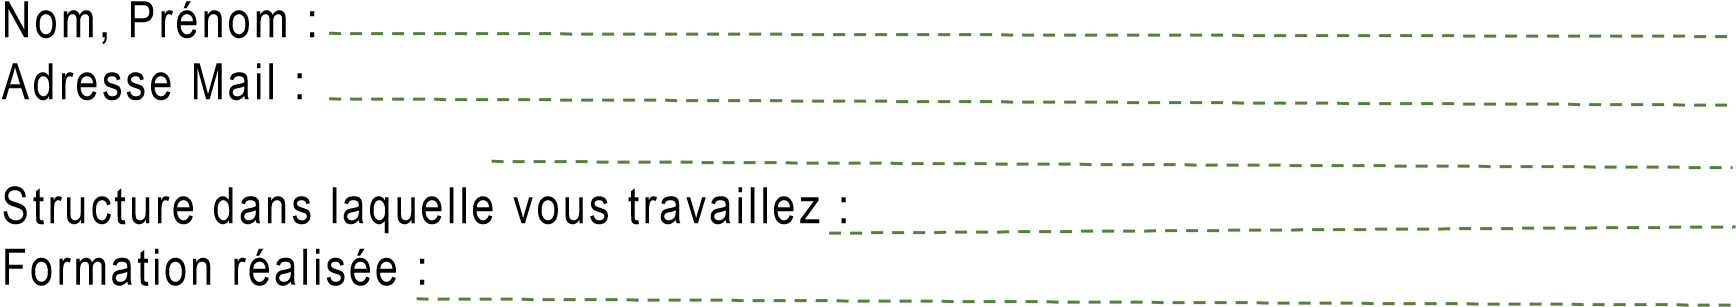 Nom, Prénom :
Adresse Mail :
Structure dans laquelle vous travaillez :
Formation réalisée :